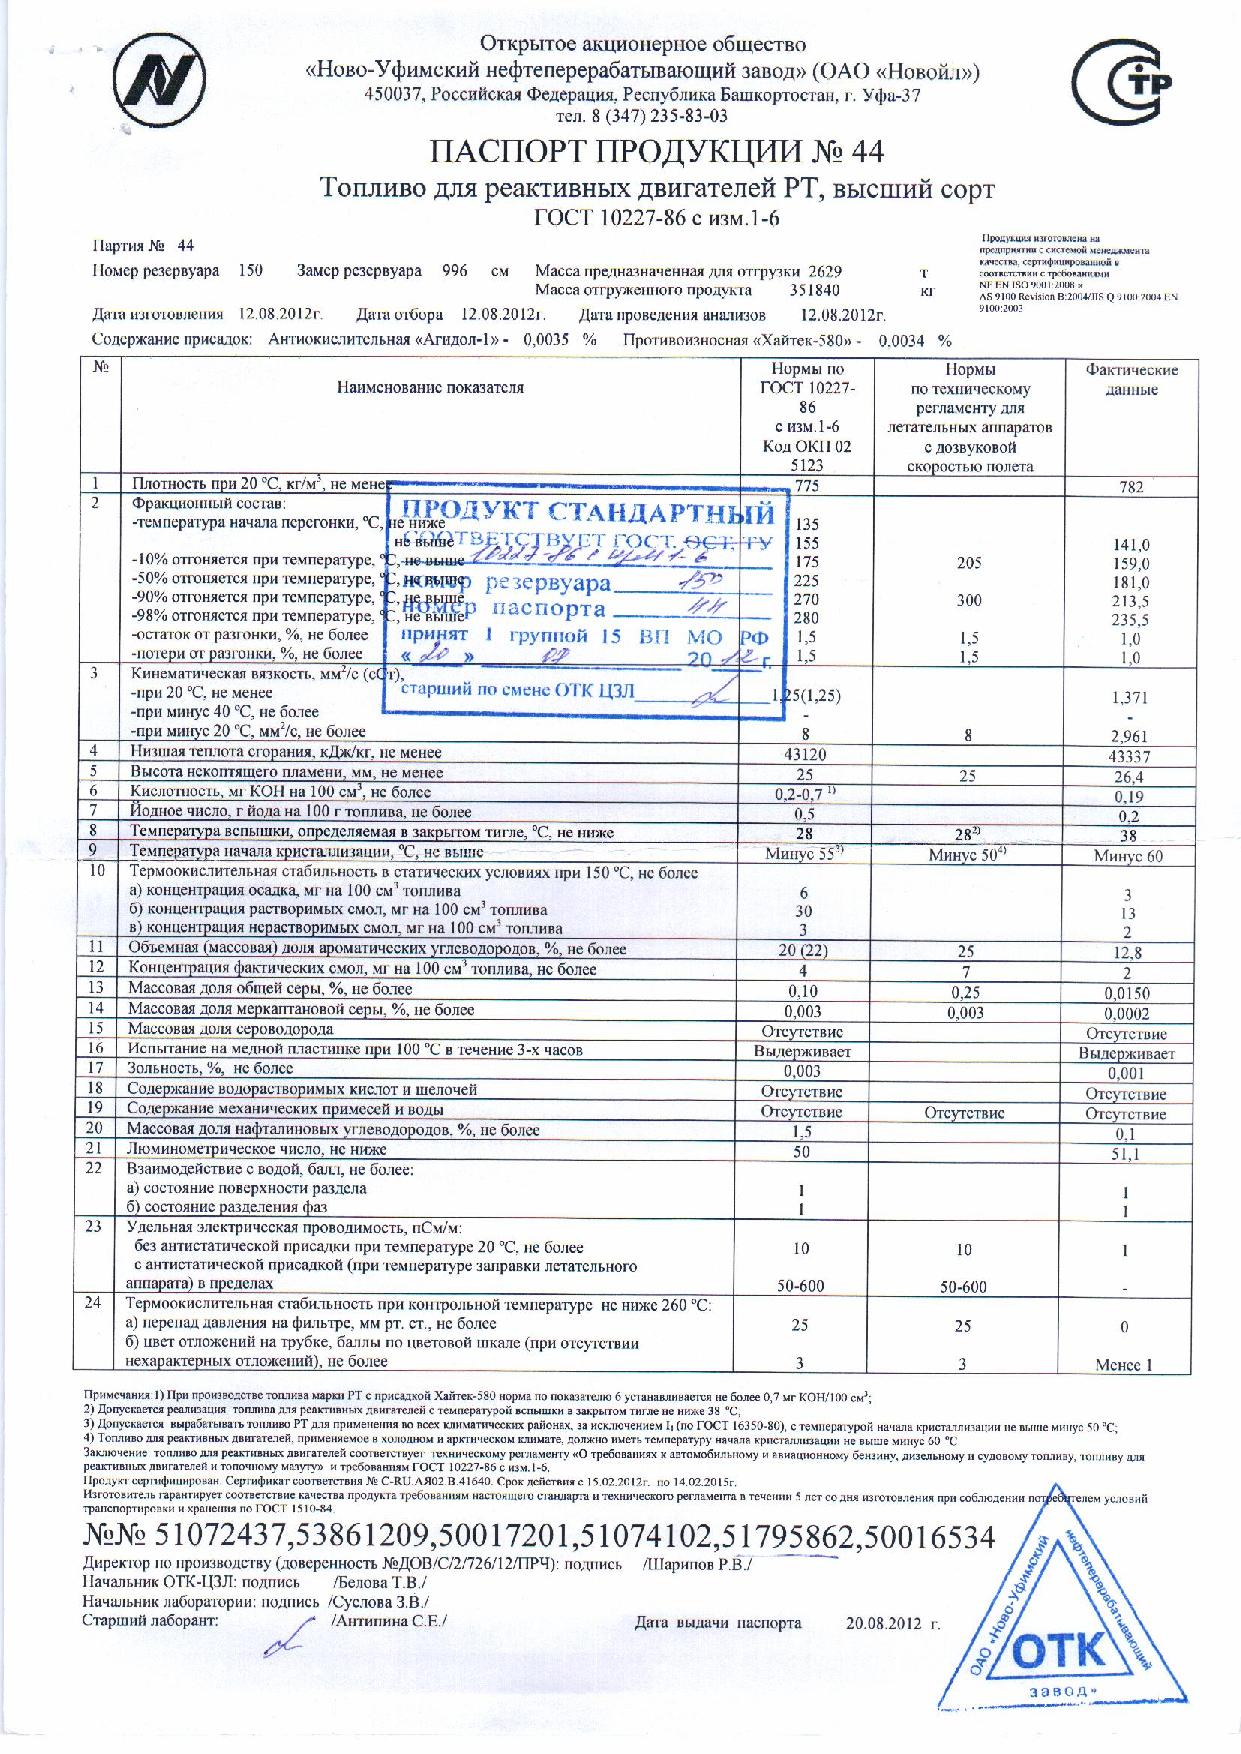 Открытое акционерное общество
«Ново-Уфимский нефтеперерабатывающий завод» (ОАО «Новойл»)
450037, Российская Федерация, Республика Башкортостан, г. Уфа-37
тел. 8 (347) 235-83-03
СТР
ПАСПОРТ ПРОДУКЦИИ № 44
Топливо для реактивных двигателей РТ, высший сорт
ГОСТ 10227-86 с изм.1-6
Продукция изготовлена на
предприятии с системой менеджмента
качества, сертифицированной в
соответствии с требованиями
NF EN ISO 9001:2008 »
AS 9100 Revision B:2004/JIS Q 9100 2004 EN
9100:2003
Партия № 44
Номер резервуара 150 Замер резервуара 996 см Масса предназначенная для отгрузки 2629 т
Масса отгруженного продукта 351840 кг
Дата изготовления 12.08.2012г. Дата отбора 12.08.2012г. Дата проведения анализов 12.08.2012г.
Содержание присадок: Антиокислительная «Агидол-1» - 0,0035 % Противоизносная «Хайтек-580» - 0,0034 %
№ Наименование показателя Нормы по ГОСТ 10227-86 с изм.1-6 Код ОКП 02 5123 Нормы по техническому регламенту для летательных аппаратов с дозвуковой скоростью полета Фактические данные
1 Плотность при 20 °С, кг/м³, не менее 775 782
2 Фракционный состав:
-температура начала перегонки, °С, не ниже 135
не выше 155 141,0
-10% отгоняется при температуре, °С, не выше 175 205 159,0
-50% отгоняется при температуре, °С, не выше 225 181,0
-90% отгоняется при температуре, °С, не выше 270 300 213,5
-98% отгоняется при температуре, °С, не выше 280 235,5
-остаток от разгонки, %, не более 1,5 1,5 1,0
-потери от разгонки, %, не более 1,5 1,5 1,0
ПРОДУКТ СТАНДАРТНЫЙ
СООТВЕТСТВУЕТ ГОСТ, ОСТ, ТУ
10227-86 с изм 1-6
номер резервуара 150
номер паспорта 44
принят 1 группой 15 ВП МО РФ
« 20 » 2012 г.
старший по смене ОТК ЦЗЛ
3 Кинематическая вязкость, мм²/с (сСт),
-при 20 °С, не менее 1,25(1,25) 1,371
-при минус 40 °С, не более - -
-при минус 20 °С, мм²/с, не более 8 8 2,961
4 Низшая теплота сгорания, кДж/кг, не менее 43120 43337
5 Высота некоптящего пламени, мм, не менее 25 25 26,4
6 Кислотность, мг КОН на 100 см³, не более 0,2-0,7 1) 0,19
7 Йодное число, г йода на 100 г топлива, не более 0,5 0,2
8 Температура вспышки, определяемая в закрытом тигле, °С, не ниже 28 28 2) 38
9 Температура начала кристаллизации, °С, не выше Минус 55 3) Минус 50 4) Минус 60
10 Термоокислительная стабильность в статических условиях при 150 °С, не более
а) концентрация осадка, мг на 100 см³ топлива 6 3
б) концентрация растворимых смол, мг на 100 см³ топлива 30 13
в) концентрация нерастворимых смол, мг на 100 см³ топлива 3 2
11 Объемная (массовая) доля ароматических углеводородов, %, не более 20 (22) 25 12,8
12 Концентрация фактических смол, мг на 100 см³ топлива, не более 4 7 2
13 Массовая доля общей серы, %, не более 0,10 0,25 0,0150
14 Массовая доля меркаптановой серы, %, не более 0,003 0,003 0,0002
15 Массовая доля сероводорода Отсутствие Отсутствие
16 Испытание на медной пластинке при 100 °С в течение 3-х часов Выдерживает Выдерживает
17 Зольность, %, не более 0,003 0,001
18 Содержание водорастворимых кислот и щелочей Отсутствие Отсутствие
19 Содержание механических примесей и воды Отсутствие Отсутствие Отсутствие
20 Массовая доля нафталиновых углеводородов, %, не более 1,5 0,1
21 Люминометрическое число, не ниже 50 51,1
22 Взаимодействие с водой, балл, не более:
а) состояние поверхности раздела 1 1
б) состояние разделения фаз 1 1
23 Удельная электрическая проводимость, пСм/м:
без антистатической присадки при температуре 20 °С, не более 10 10 1
с антистатической присадкой (при температуре заправки летательного
аппарата) в пределах 50-600 50-600 -
24 Термоокислительная стабильность при контрольной температуре не ниже 260 °С:
а) перепад давления на фильтре, мм рт. ст., не более 25 25 0
б) цвет отложений на трубке, баллы по цветовой шкале (при отсутствии
нехарактерных отложений), не более 3 3 Менее 1
Примечания:1) При производстве топлива марки РТ с присадкой Хайтек-580 норма по показателю 6 устанавливается не более 0,7 мг КОН/100 см³;
2) Допускается реализация топлива для реактивных двигателей с температурой вспышки в закрытом тигле не ниже 38 °С;
3) Допускается вырабатывать топливо РТ для применения во всех климатических районах, за исключением I₁ (по ГОСТ 16350-80), с температурой начала кристаллизации не выше минус 50 °С;
4) Топливо для реактивных двигателей, применяемое в холодном и арктическом климате, должно иметь температуру начала кристаллизации не выше минус 60 °С
Заключение топливо для реактивных двигателей соответствует техническому регламенту «О требованиях к автомобильному и авиационному бензину, дизельному и судовому топливу, топливу для
реактивных двигателей и топочному мазуту» и требованиям ГОСТ 10227-86 с изм.1-6.
Продукт сертифицирован. Сертификат соответствия № C-RU.АЯ02.В.41640. Срок действия с 15.02.2012г. по 14.02.2015г.
Изготовитель гарантирует соответствие качества продукта требованиям настоящего стандарта и технического регламента в течении 5 лет со дня изготовления при соблюдении потребителем условий
транспортировки и хранения по ГОСТ 1510-84.
№№ 51072437,53861209,50017201,51074102,51795862,50016534
Директор по производству (доверенность №ДОВ/С/2/726/12/ПРЧ): подпись /Шарипов Р.В./
Начальник ОТК-ЦЗЛ: подпись /Белова Т.В./
Начальник лаборатории: подпись /Суслова З.В./
Старший лаборант: /Антипина С.Е./ Дата выдачи паспорта 20.08.2012 г.
ОАО «Ново-Уфимский нефтеперерабатывающий
ОТК
завод»